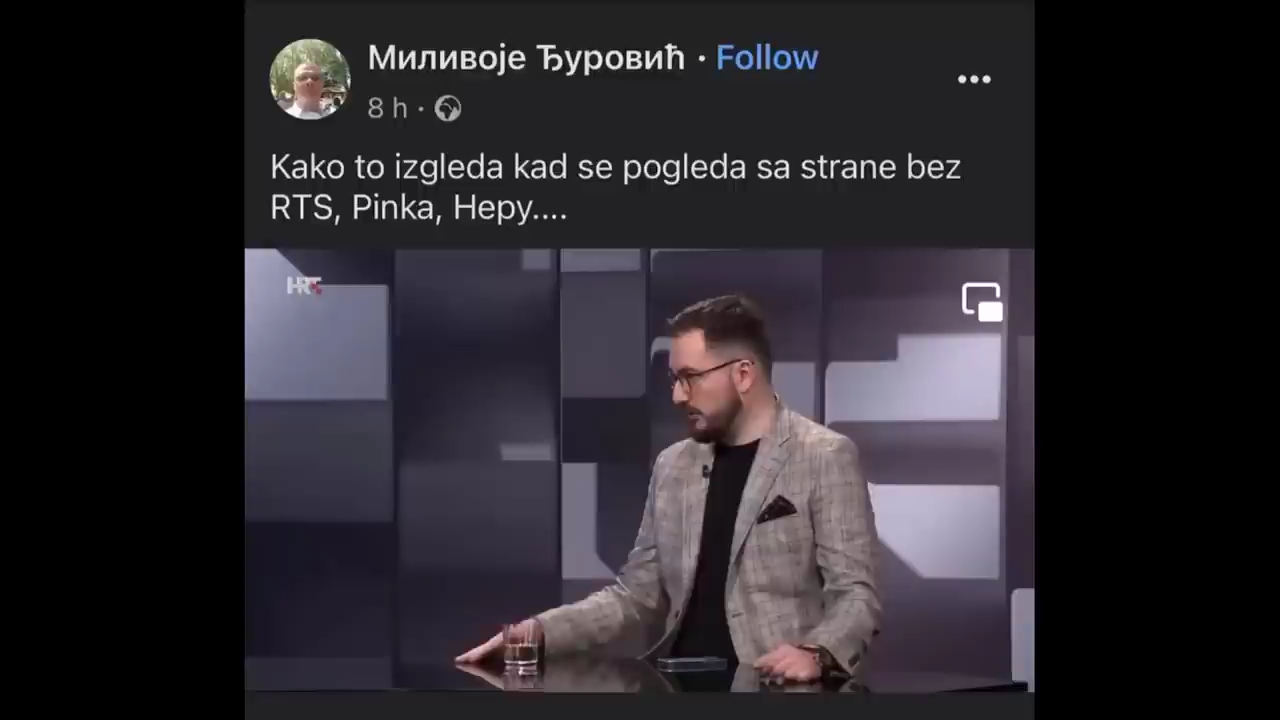 Миливоје Ђуровић · Follow
8 h ·
Kako to izgleda kad se pogleda sa strane bez
RTS, Pinka, Hepy....
HRT